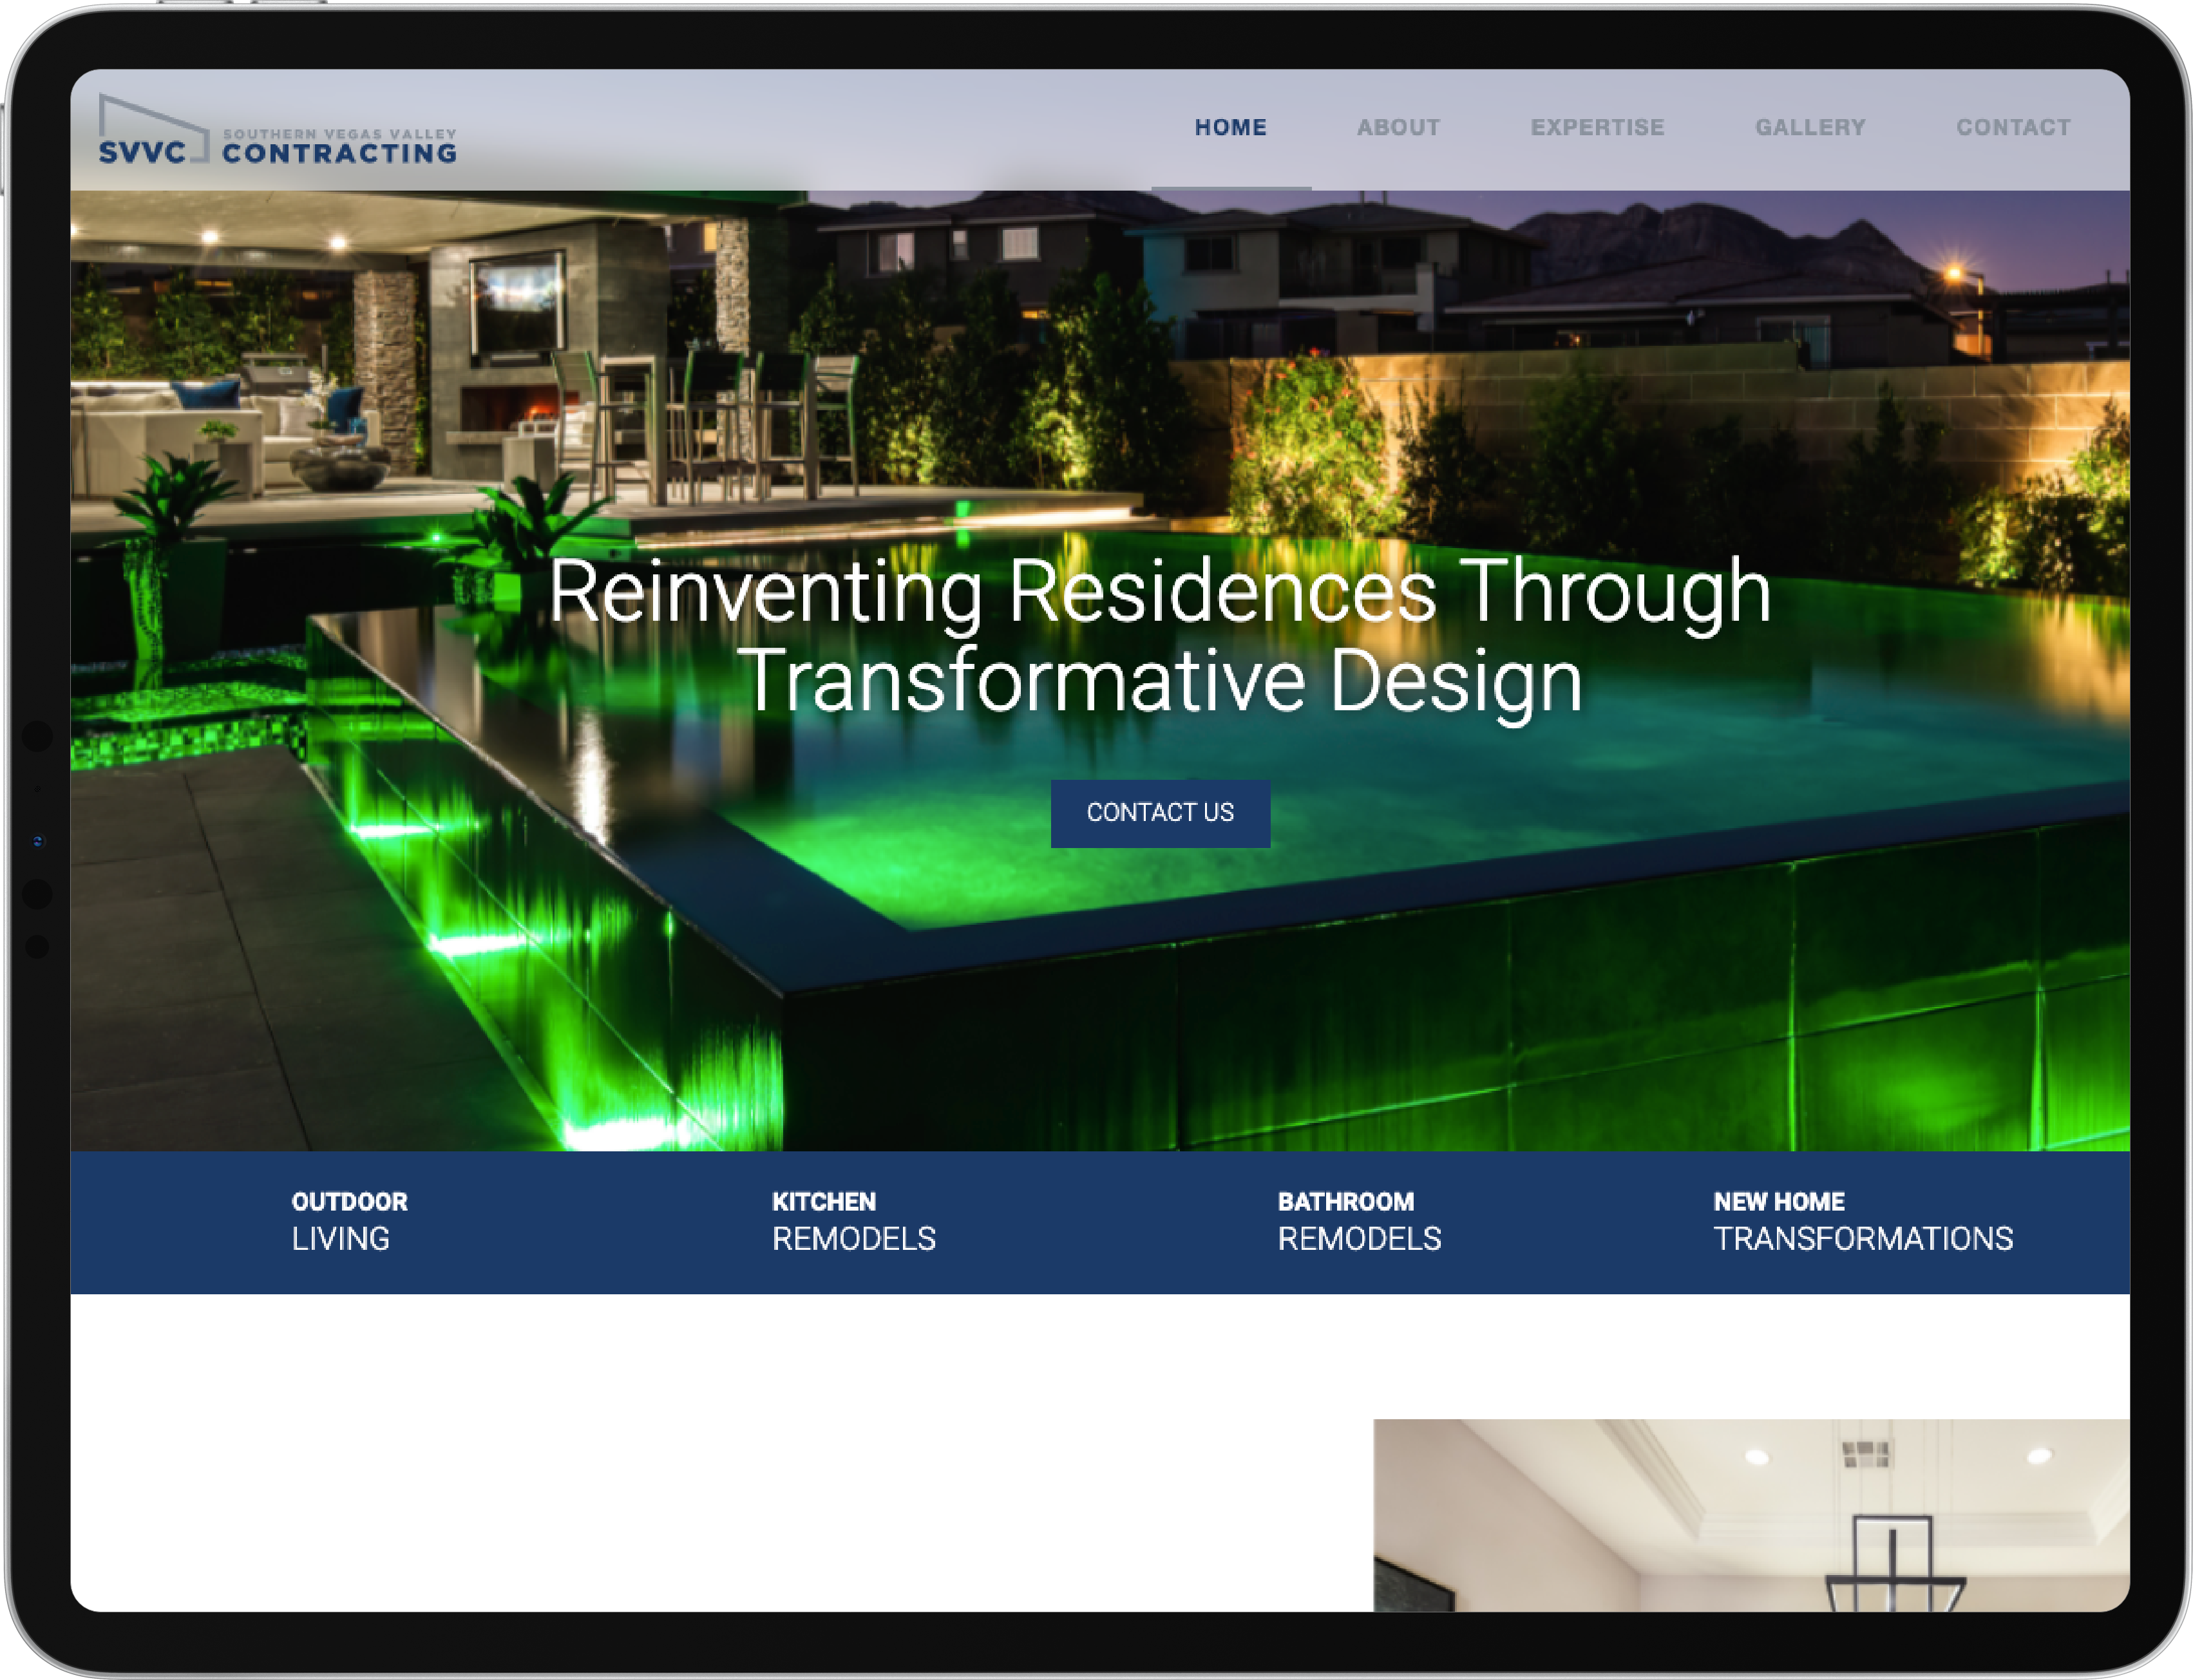 SVVC
SOUTHERN VEGAS VALLEY
CONTRACTING
HOME ABOUT EXPERTISE GALLERY CONTACT
Reinventing Residences Through
Transformative Design
CONTACT US
OUTDOOR
LIVING
KITCHEN
REMODELS
BATHROOM
REMODELS
NEW HOME
TRANSFORMATIONS